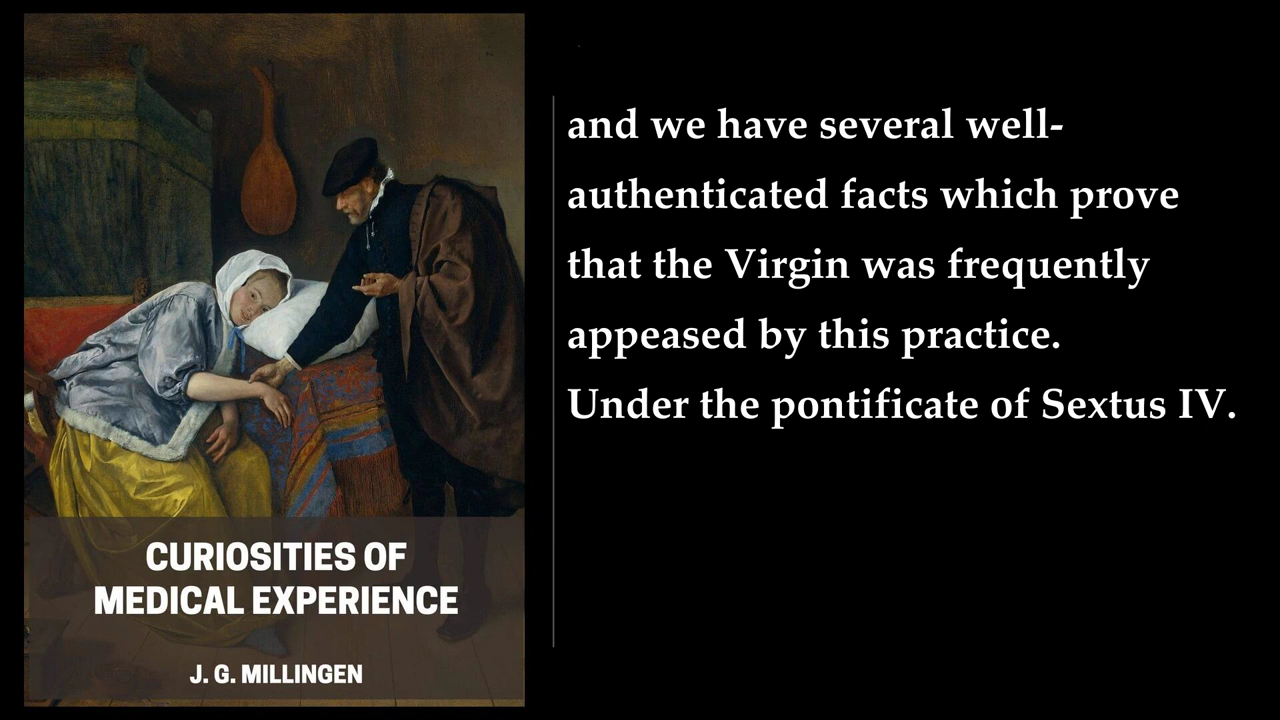 CURIOSITIES OF
MEDICAL EXPERIENCE
J. G. MILLINGEN
and we have several well-
authenticated facts which prove
that the Virgin was frequently
appeased by this practice.
Under the pontificate of Sextus IV.